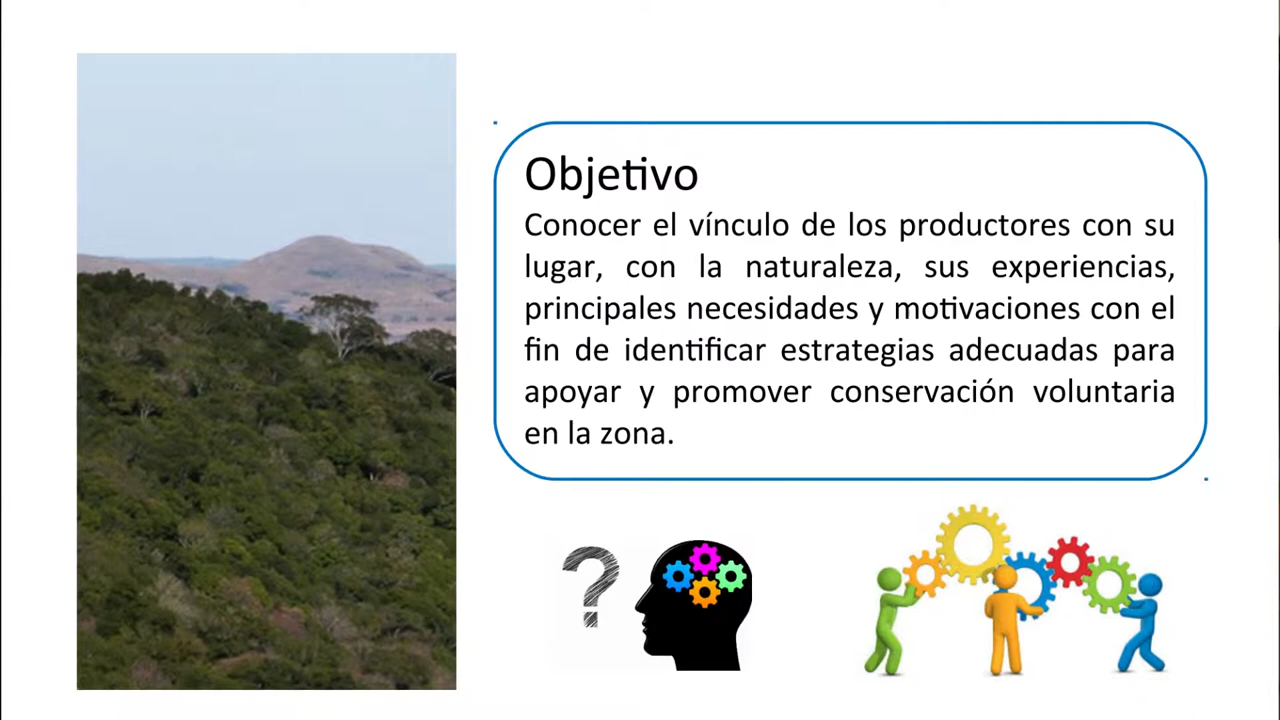 Objetivo
Conocer el vínculo de los productores con su
lugar, con la naturaleza, sus experiencias,
principales necesidades y motivaciones con el
fin de identificar estrategias adecuadas para
apoyar y promover conservación voluntaria
en la zona.
?